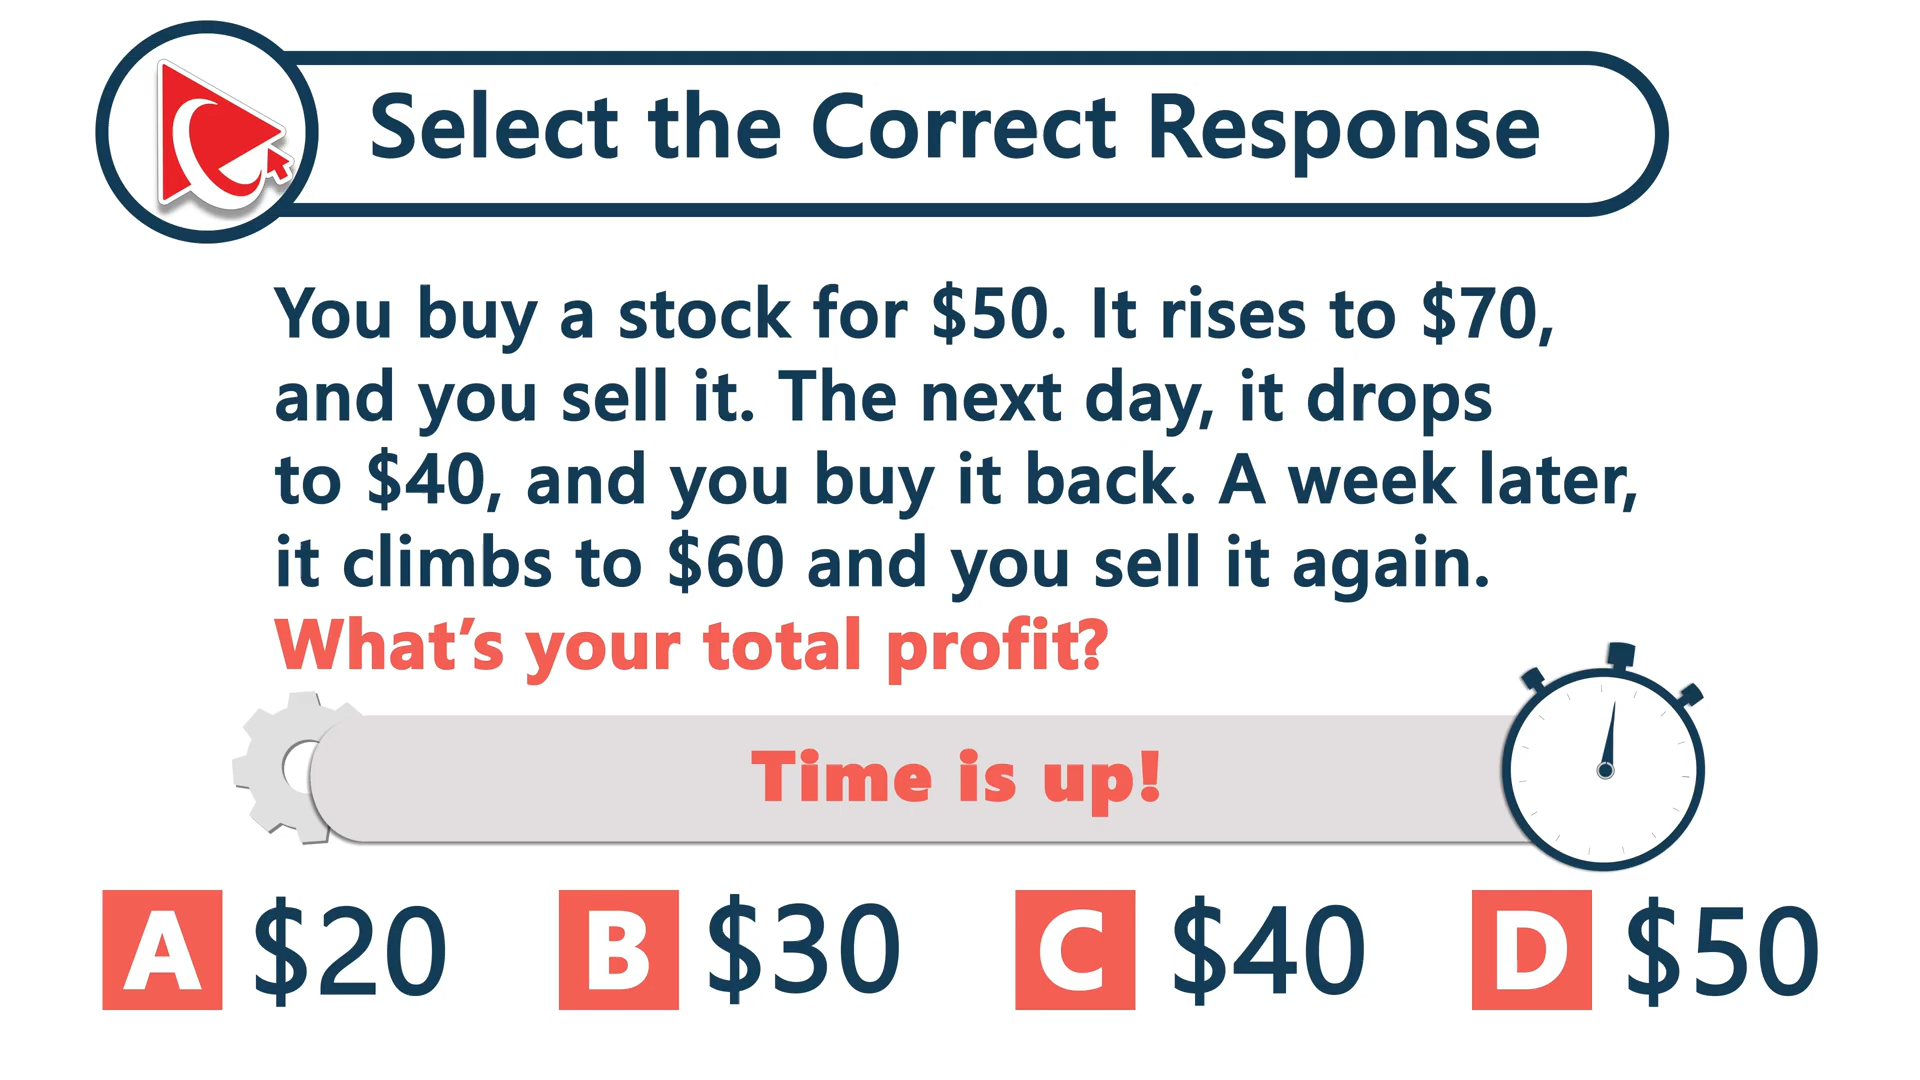 Select the Correct Response
You buy a stock for $50. It rises to $70,
and you sell it. The next day, it drops
to $40, and you buy it back. A week later,
it climbs to $60 and you sell it again.
What’s your total profit?
Time is up!
A $20 B $30 C $40 D $50